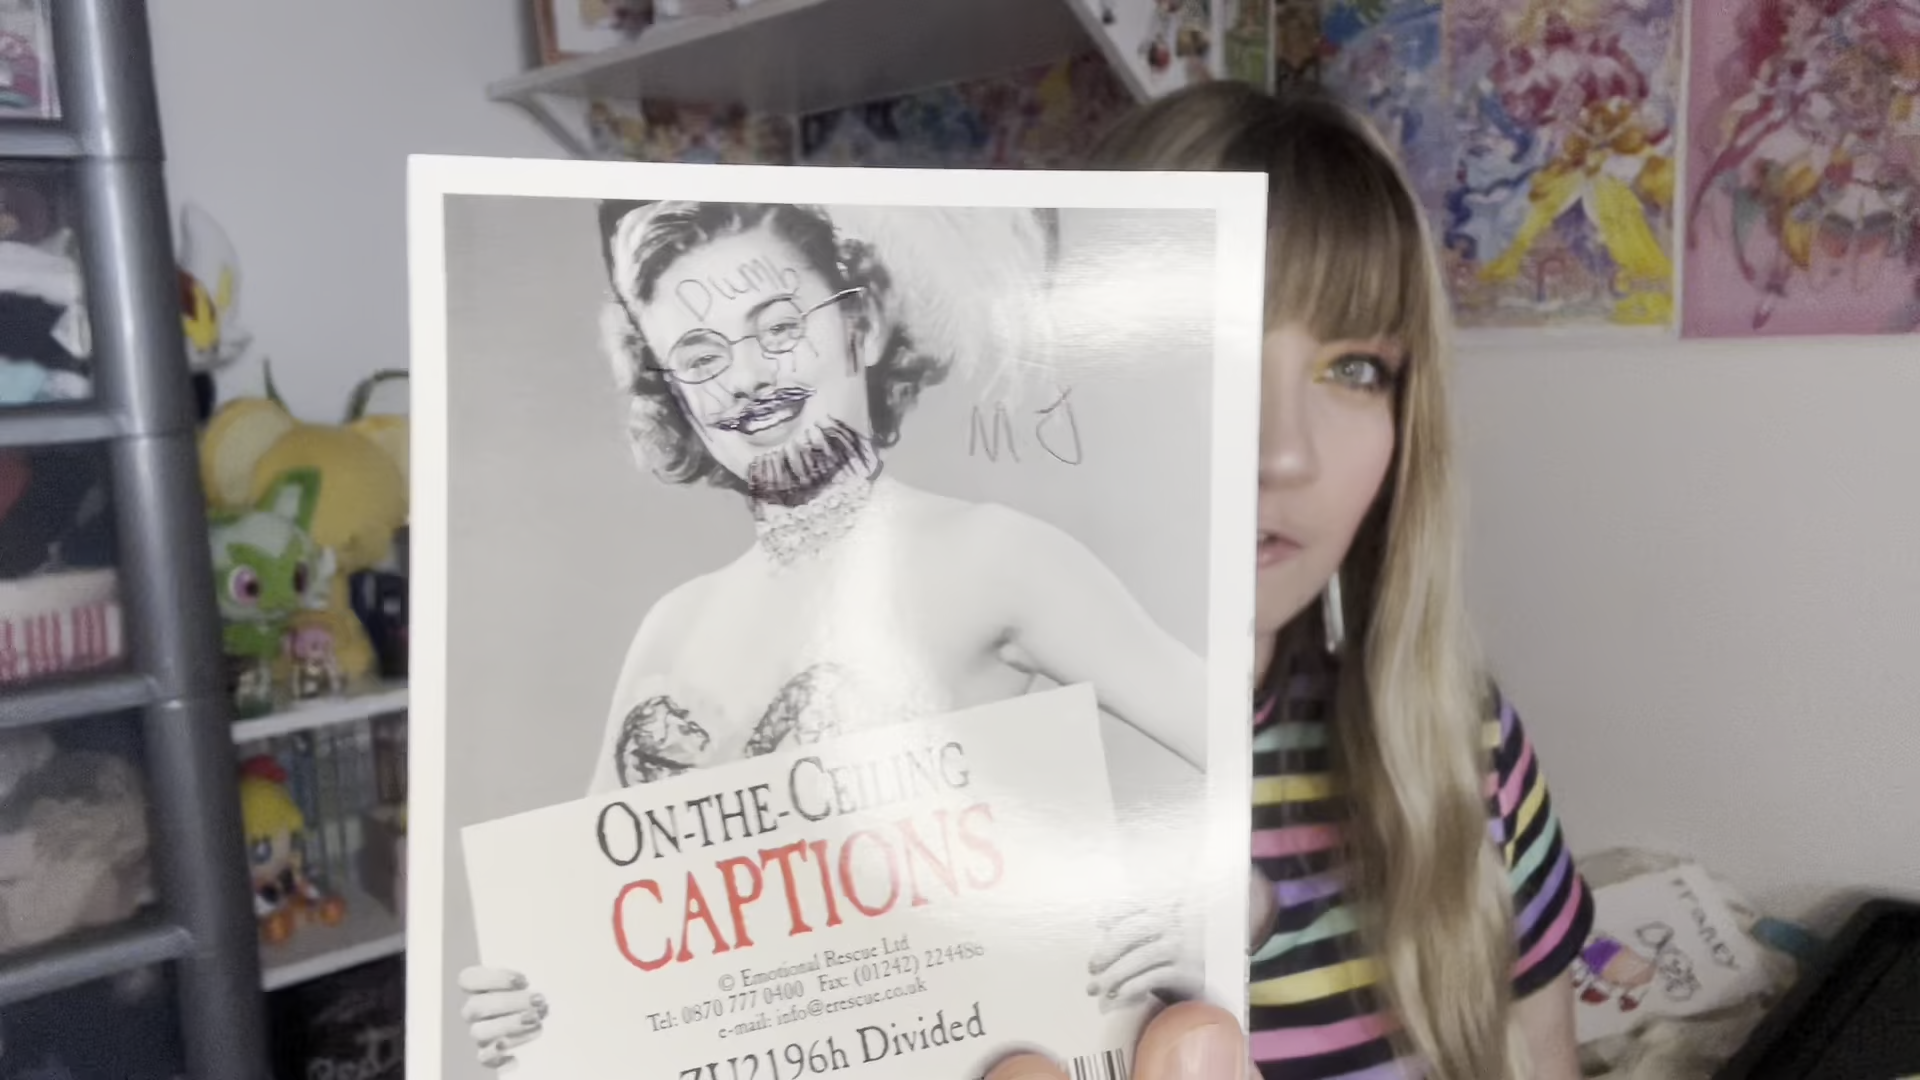 Dumb
M J
ON-THE-CEILING
CAPTIONS
© Emotional Rescue Ltd
Tel: 0870 777 0400 Fax: (01242) 224486
e-mail: info@erescue.co.uk
ZU2196h Divided